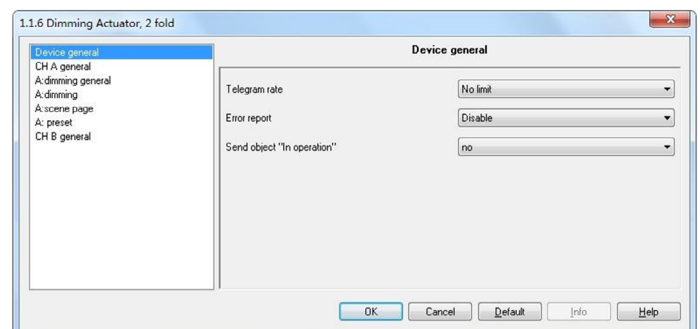 1.1.6 Dimming Actuator, 2 fold
Device general
CH A general
A:dimming general
A:dimming
A:scene page
A: preset
CH B general
Device general
Telegram rate
No limit
Error report
Disable
Send object "In operation"
no
OK
Cancel
Default
Info
Help